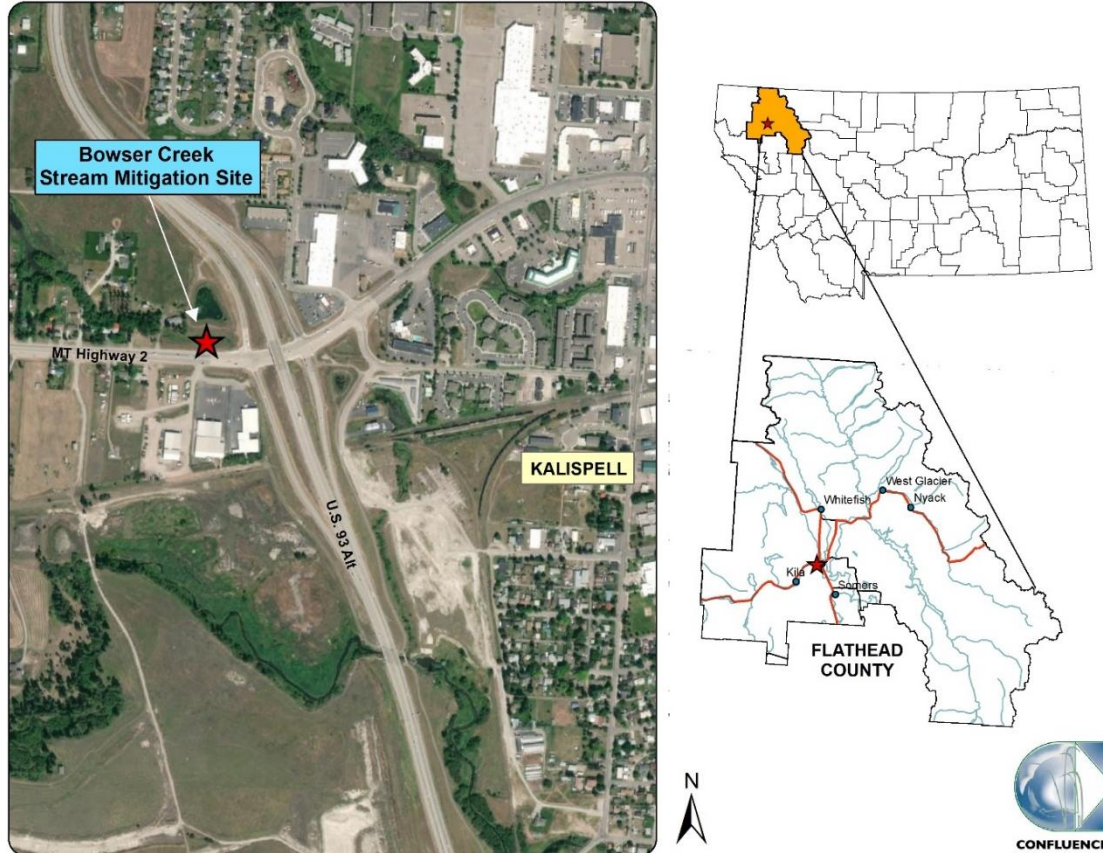 Bowser Creek
Stream Mitigation Site
MT Highway 2
KALISPELL
U.S. 93 Alt
West Glacier
Nyack
Whitefish
Kila
Somers
FLATHEAD
COUNTY
N
CONFLUENCE